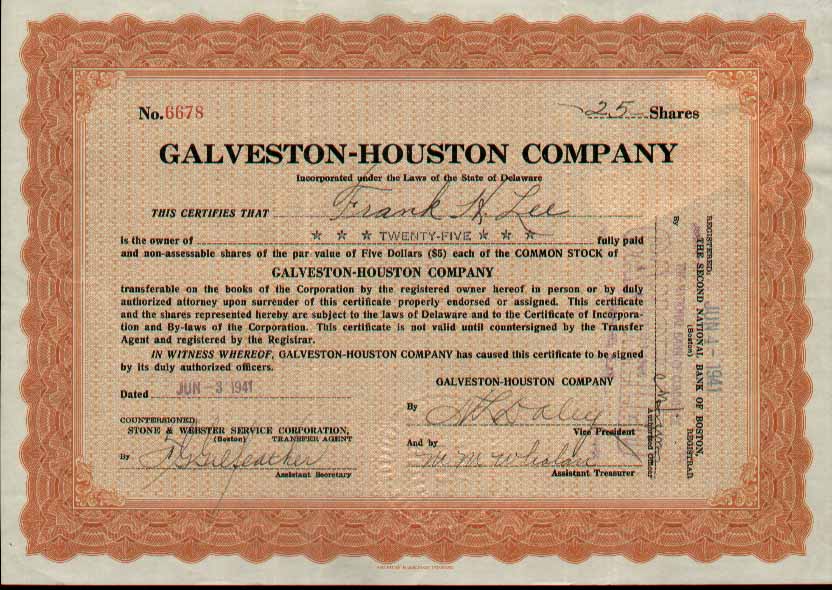 No. 6678
25 Shares
GALVESTON-HOUSTON COMPANY
Incorporated under the Laws of the State of Delaware
THIS CERTIFIES THAT Frank H. Lee
is the owner of * * * TWENTY-FIVE * * * fully paid
and non-assessable shares of the par value of Five Dollars ($5) each of the COMMON STOCK of
GALVESTON-HOUSTON COMPANY
transferable on the books of the Corporation by the registered owner hereof in person or by duly
authorized attorney upon surrender of this certificate properly endorsed or assigned. This certificate
and the shares represented hereby are subject to the laws of Delaware and to the Certificate of Incorpora-
tion and By-laws of the Corporation. This certificate is not valid until countersigned by the Transfer
Agent and registered by the Registrar.
IN WITNESS WHEREOF, GALVESTON-HOUSTON COMPANY has caused this certificate to be signed
by its duly authorized officers.
Dated JUN - 3 1941
GALVESTON-HOUSTON COMPANY
By
Vice President
And by W. M. Whalen
Assistant Treasurer
COUNTERSIGNED:
STONE & WEBSTER SERVICE CORPORATION,
(Boston) TRANSFER AGENT
By
Assistant Secretary
REGISTERED:
JUN - 1941
THE SECOND NATIONAL BANK OF BOSTON,
(Boston) REGISTRAR
By
Authorized Officer